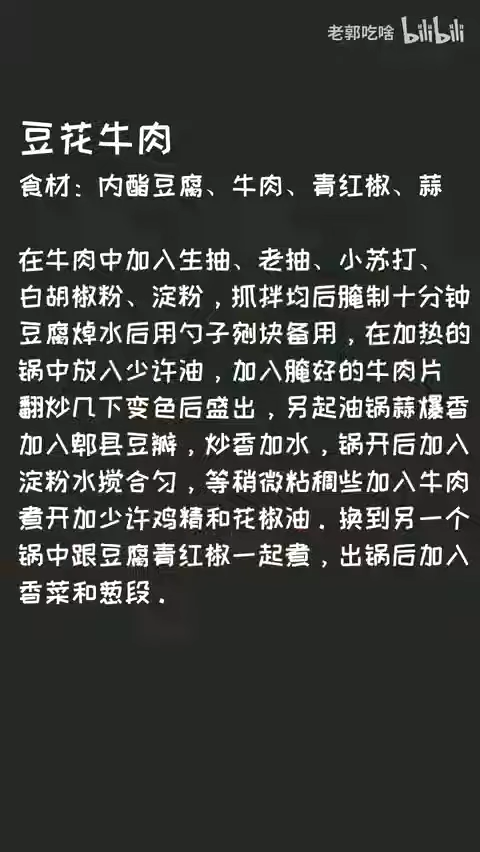 老郭吃啥 bilibili
豆花牛肉
食材：内酯豆腐、牛肉、青红椒、蒜
在牛肉中加入生抽、老抽、小苏打、
白胡椒粉、淀粉，抓拌均后腌制十分钟
豆腐焯水后用勺子剜块备用，在加热的
锅中放入少许油，加入腌好的牛肉片
翻炒几下变色后盛出，另起油锅蒜爆香
加入郫县豆瓣，炒香加水，锅开后加入
淀粉水搅合匀，等稍微粘稠些加入牛肉
煮开加少许鸡精和花椒油．换到另一个
锅中跟豆腐青红椒一起煮，出锅后加入
香菜和葱段．